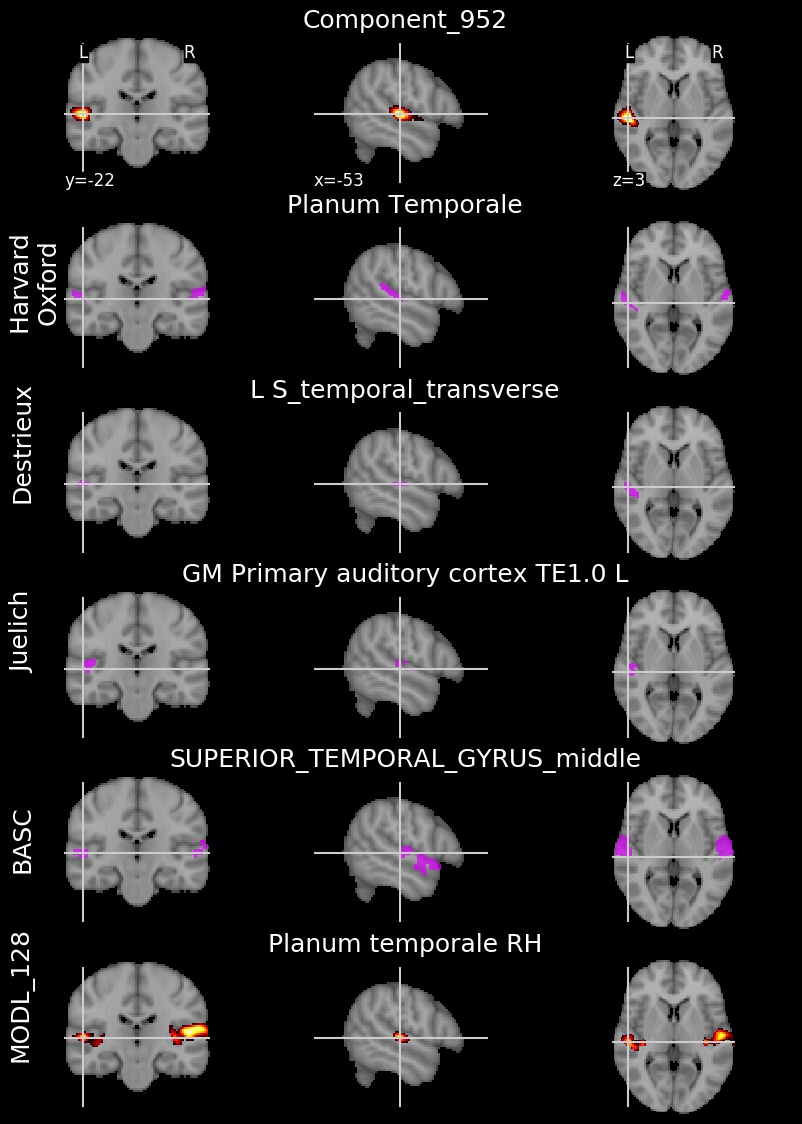 Component_952
L R
L R
y=-22
x=-53
z=3
Planum Temporale
Harvard
Oxford
L S_temporal_transverse
Destrieux
GM Primary auditory cortex TE1.0 L
Juelich
SUPERIOR_TEMPORAL_GYRUS_middle
BASC
Planum temporale RH
MODL_128